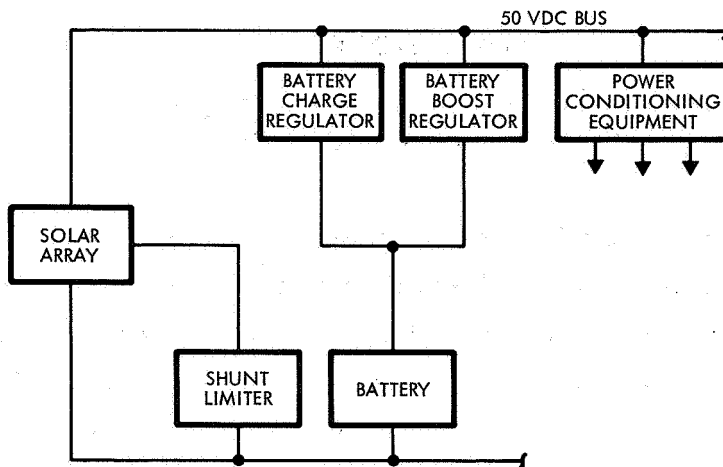 50 VDC BUS
BATTERY
CHARGE
REGULATOR
BATTERY
BOOST
REGULATOR
POWER
CONDITIONING
EQUIPMENT
SOLAR
ARRAY
SHUNT
LIMITER
BATTERY